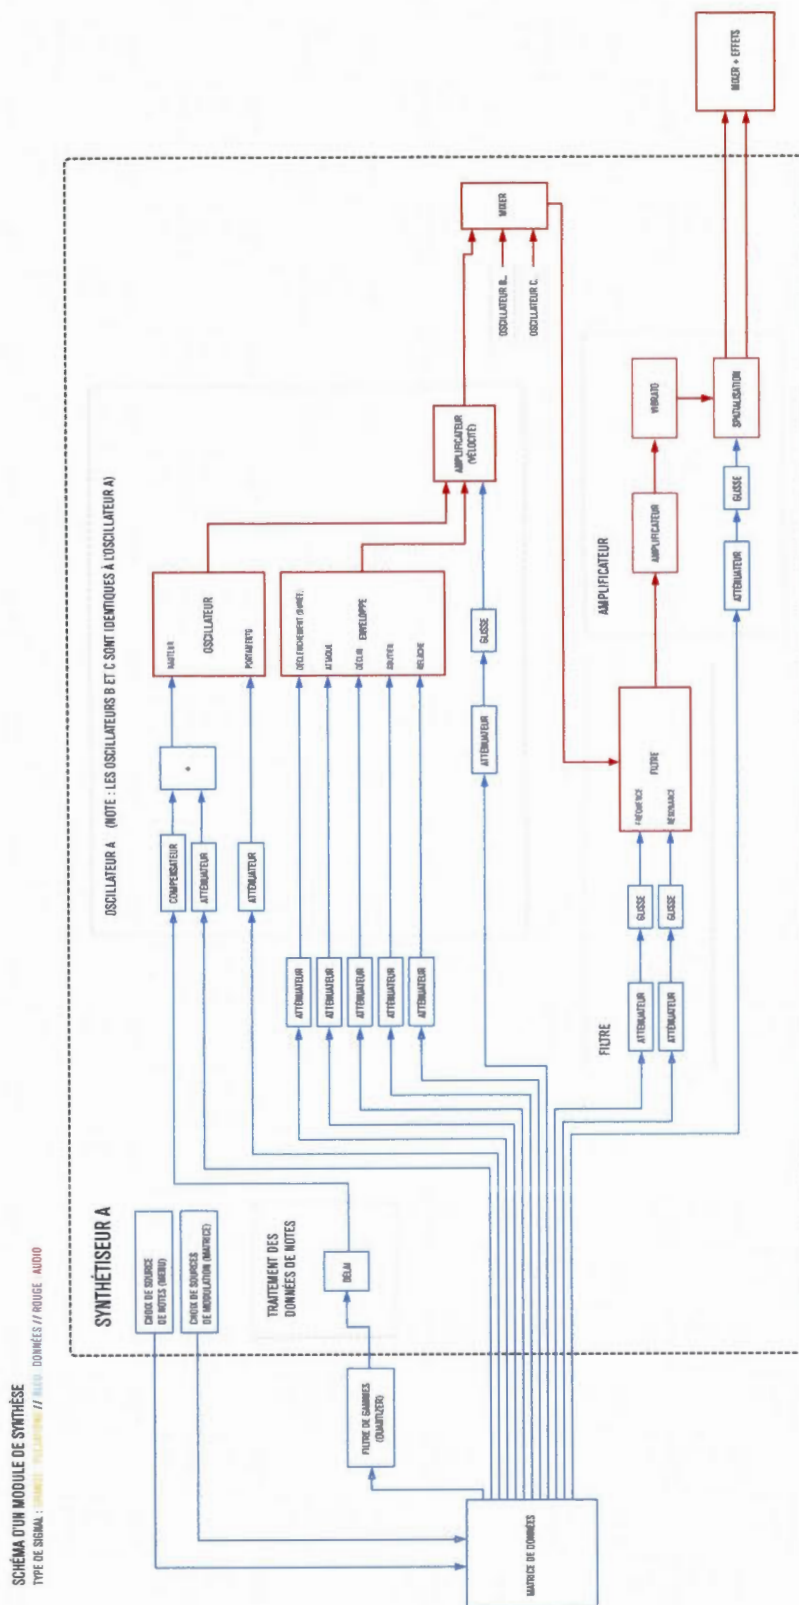 SCHÉMA D'UN MODULE DE SYNTHÈSE
TYPE DE SIGNAL : ORANGE // BLEU DONNÉES // ROUGE AUDIO
SYNTHÉTISEUR A
CHOIX DE SOURCE
DE NOTES (MENU)
CHOIX DE SOURCES
DE MODULATION (MATRICE)
TRAITEMENT DES
DONNÉES DE NOTES
DÉLAI
FILTRE DE GAMMES
(QUANTIZER)
MATRICE DE DONNÉES
OSCILLATEUR A (NOTE : LES OSCILLATEURS B ET C SONT IDENTIQUES À L'OSCILLATEUR A)
COMPENSATEUR
ATTÉNUATEUR
+
ATTÉNUATEUR
HAUTEUR
OSCILLATEUR
PORTAMENTO
ATTÉNUATEUR
ATTÉNUATEUR
ATTÉNUATEUR
ATTÉNUATEUR
ATTÉNUATEUR
DÉCLENCHEMENT (DURÉE)
ATTAQUE
DÉCLIN
ENVELOPPE
SOUTIEN
RELÂCHE
ATTÉNUATEUR
GLISSE
AMPLIFICATEUR
(VÉLOCITÉ)
MIXER
OSCILLATEUR B...
OSCILLATEUR C.
FILTRE
ATTÉNUATEUR
GLISSE
ATTÉNUATEUR
GLISSE
FRÉQUENCE
FILTRE
RÉSONANCE
AMPLIFICATEUR
AMPLIFICATEUR
VIBRATO
ATTÉNUATEUR
GLISSE
SPATIALISATION
MIXER + EFFETS